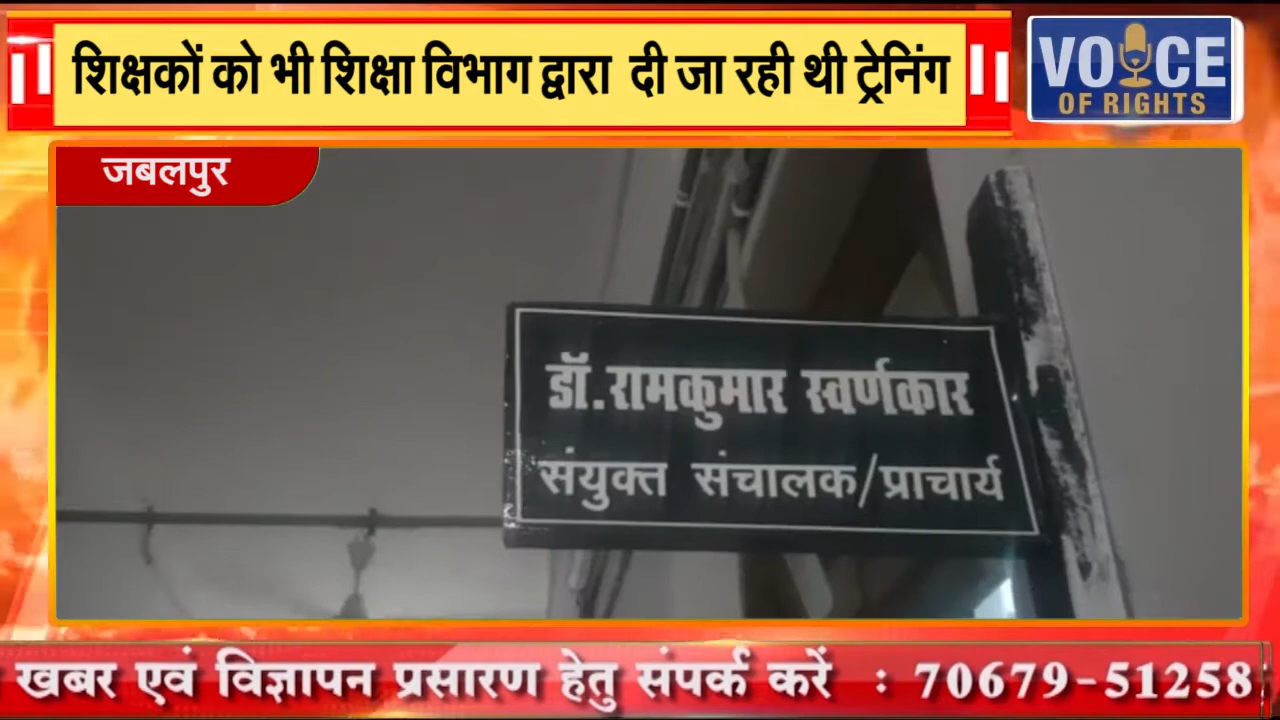 शिक्षकों को भी शिक्षा विभाग द्वारा दी जा रही थी ट्रेनिंग
VOICE
OF RIGHTS
जबलपुर
डॉ.रामकुमार स्वर्णकार
संयुक्त संचालक/प्राचार्य
खबर एवं विज्ञापन प्रसारण हेतु संपर्क करें : 70679-51258